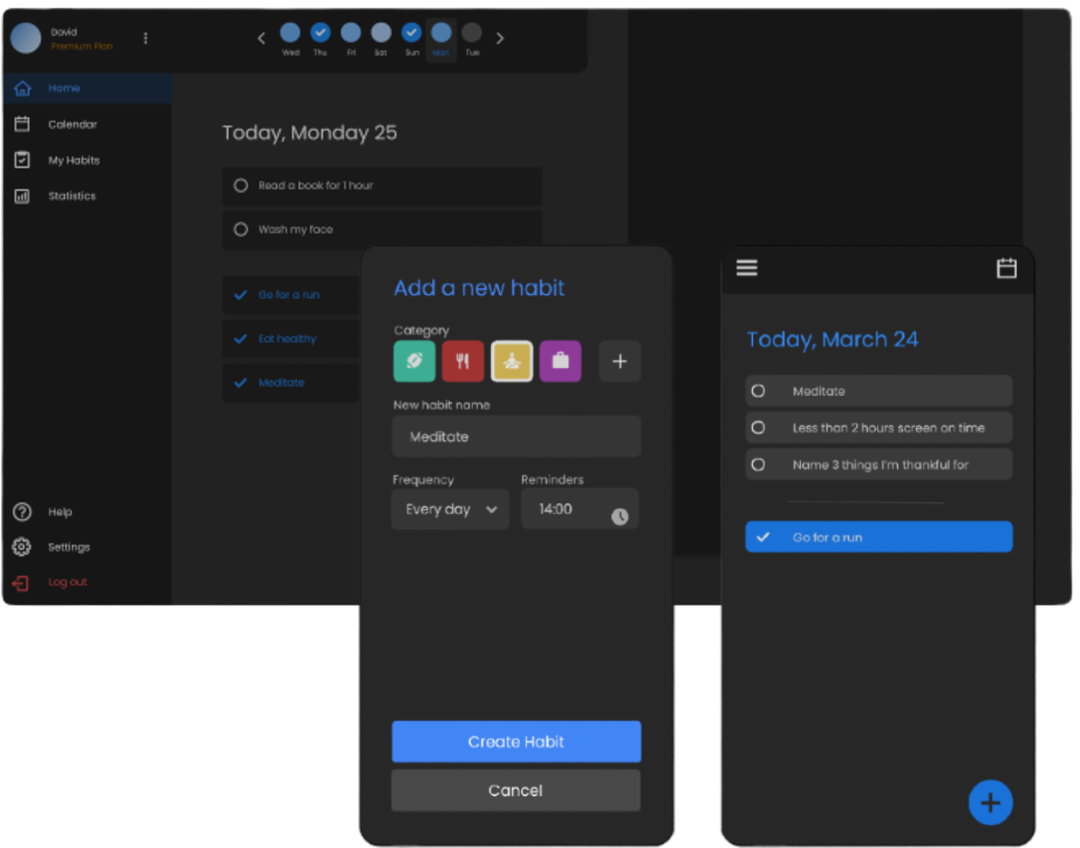 David
Premium Plan
Wed Thu Fri Sat Sun Mon Tue
Home
Calendar
My Habits
Statistics
Help
Settings
Log out
Today, Monday 25
Read a book for 1 hour
Wash my face
Go for a run
Eat healthy
Meditate
Add a new habit
Category
New habit name
Meditate
Frequency Reminders
Every day 14:00
Create Habit
Cancel
Today, March 24
Meditate
Less than 2 hours screen on time
Name 3 things I'm thankful for
Go for a run